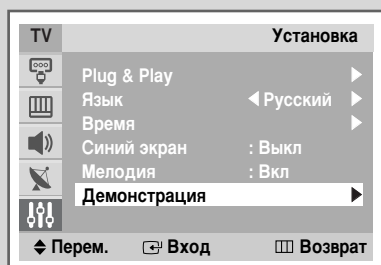 TV Установка
Plug & Play
Язык Русский
Время
Синий экран : Выкл
Мелодия : Вкл
Демонстрация
Перем. Вход Возврат